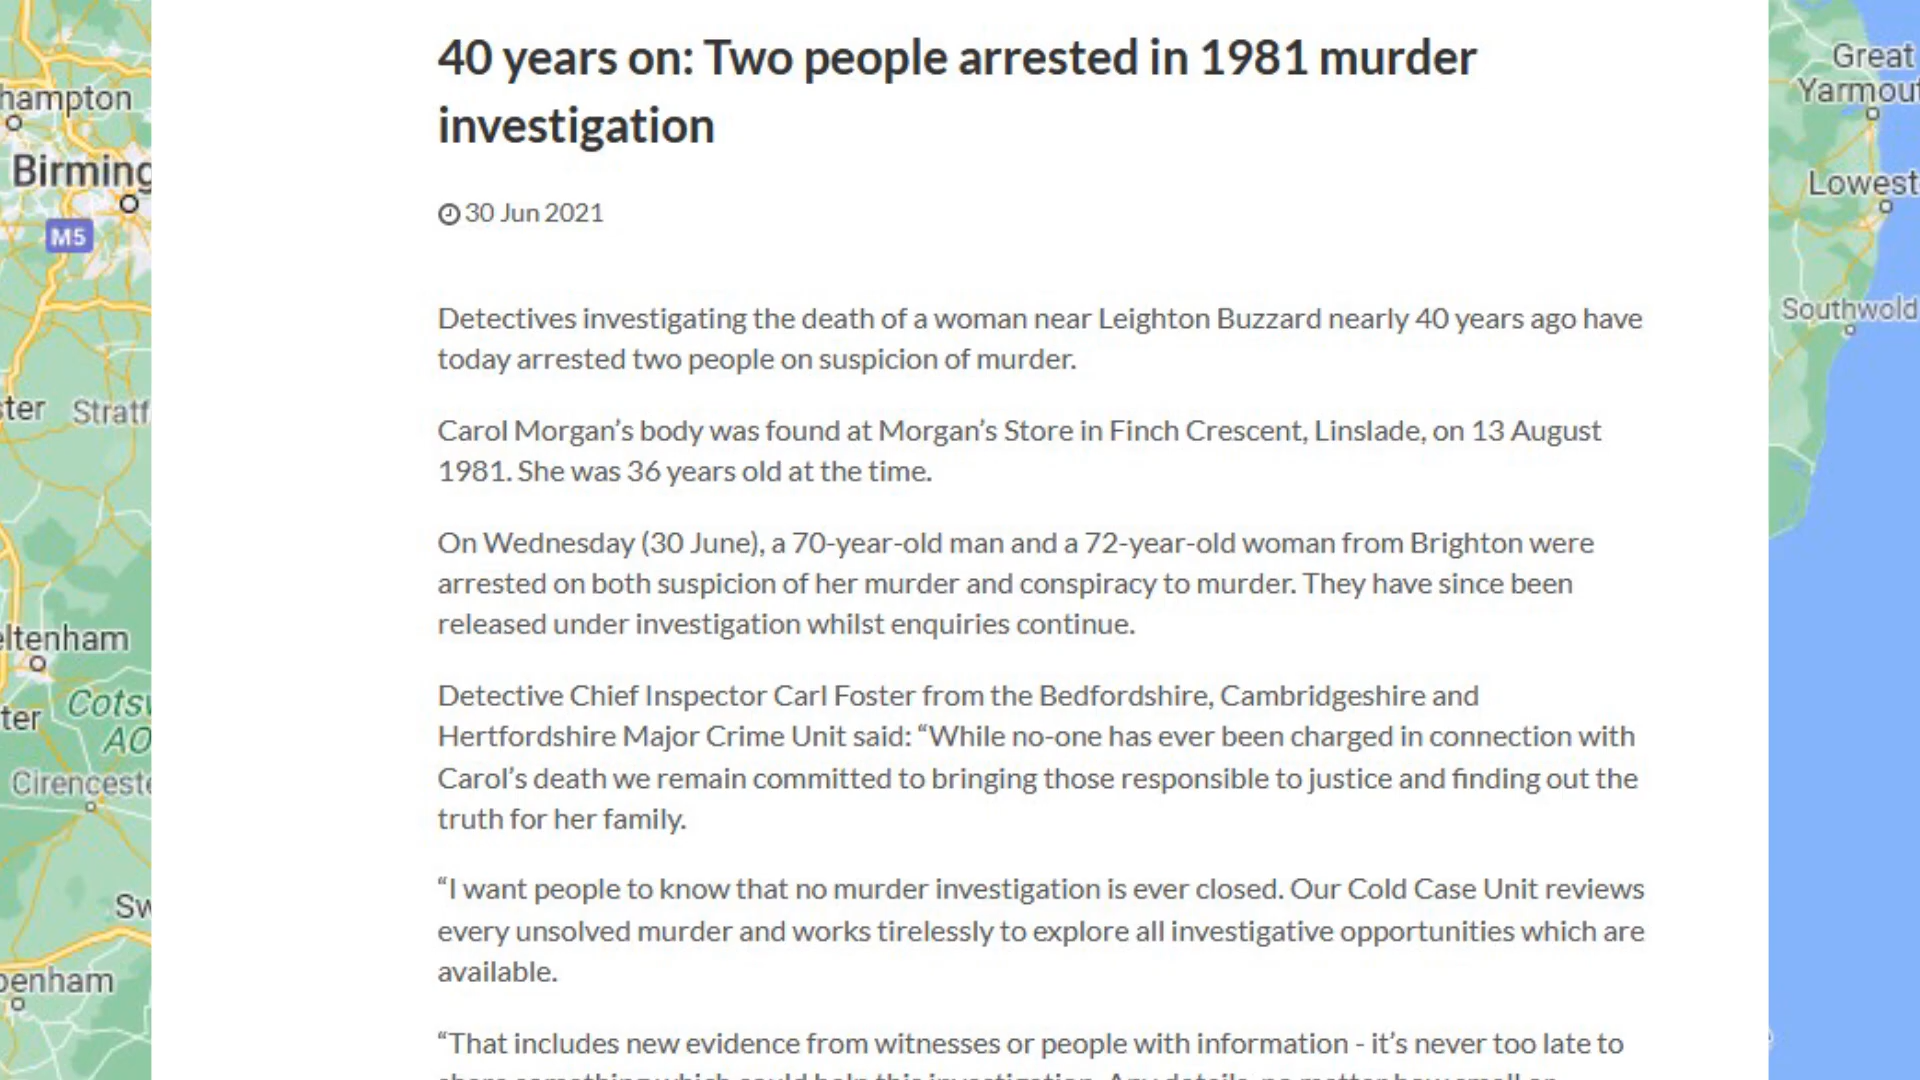 40 years on: Two people arrested in 1981 murder
investigation
30 Jun 2021
Detectives investigating the death of a woman near Leighton Buzzard nearly 40 years ago have
today arrested two people on suspicion of murder.
Carol Morgan’s body was found at Morgan’s Store in Finch Crescent, Linslade, on 13 August
1981. She was 36 years old at the time.
On Wednesday (30 June), a 70-year-old man and a 72-year-old woman from Brighton were
arrested on both suspicion of her murder and conspiracy to murder. They have since been
released under investigation whilst enquiries continue.
Detective Chief Inspector Carl Foster from the Bedfordshire, Cambridgeshire and
Hertfordshire Major Crime Unit said: “While no-one has ever been charged in connection with
Carol’s death we remain committed to bringing those responsible to justice and finding out the
truth for her family.
“I want people to know that no murder investigation is ever closed. Our Cold Case Unit reviews
every unsolved murder and works tirelessly to explore all investigative opportunities which are
available.
“That includes new evidence from witnesses or people with information - it’s never too late to
hampton
Birming
M5
ter Stratf
eltenham
ter
Cots
AO
Cirenceste
Sw
penham
Great
Yarmou
Lowest
Southwold